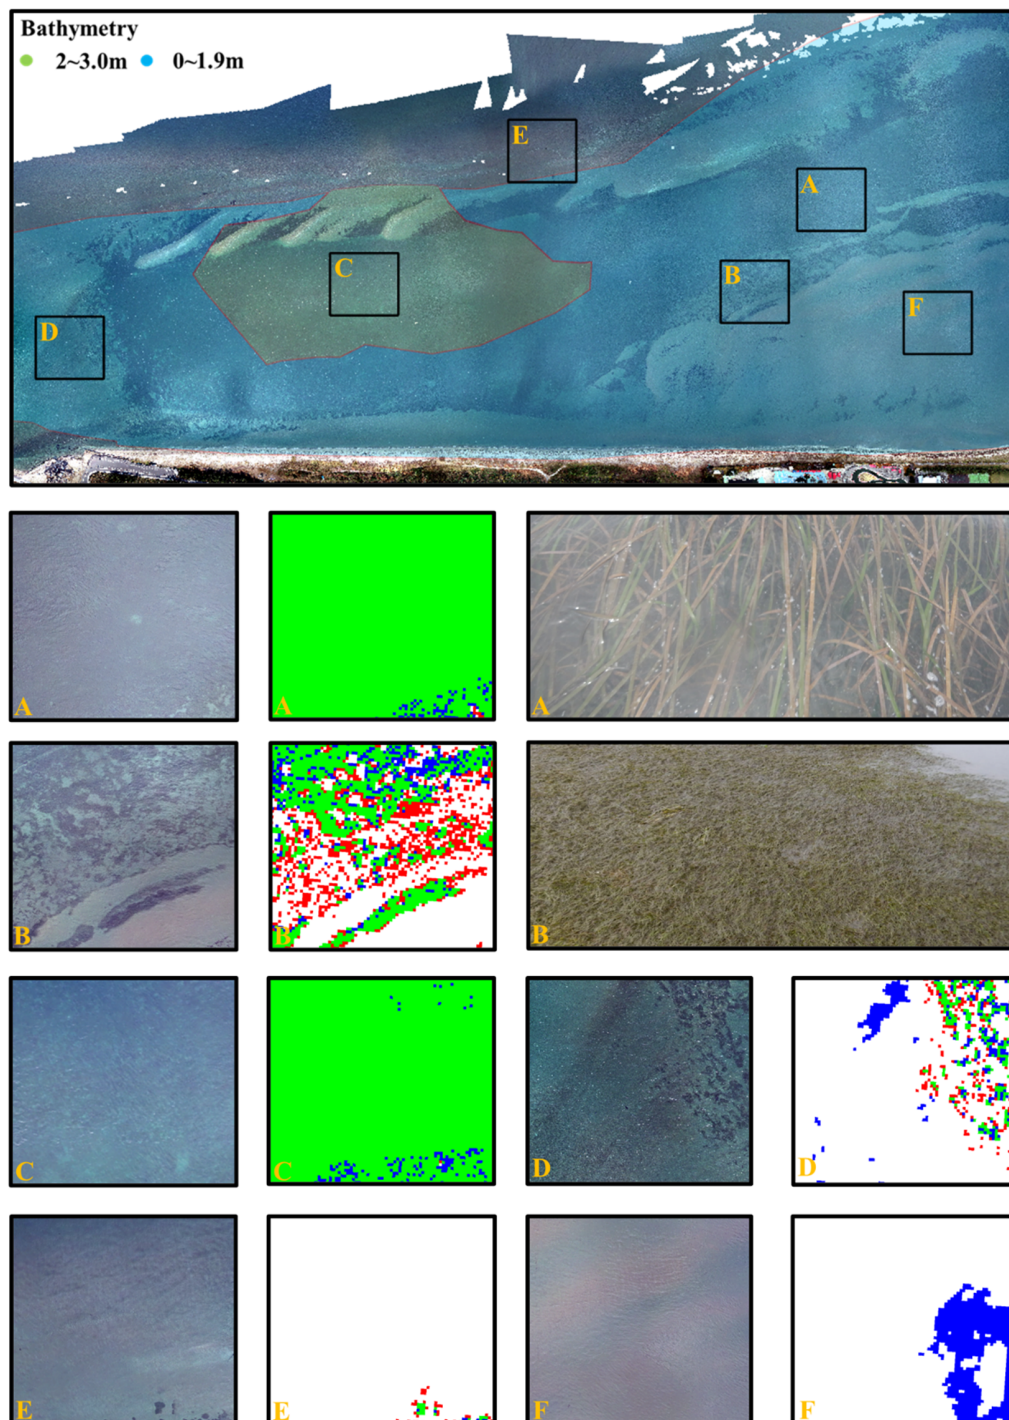 Bathymetry
2~3.0m 0~1.9m
E
A
C
B
F
D
A A A
B B B
C C D D
E E F F